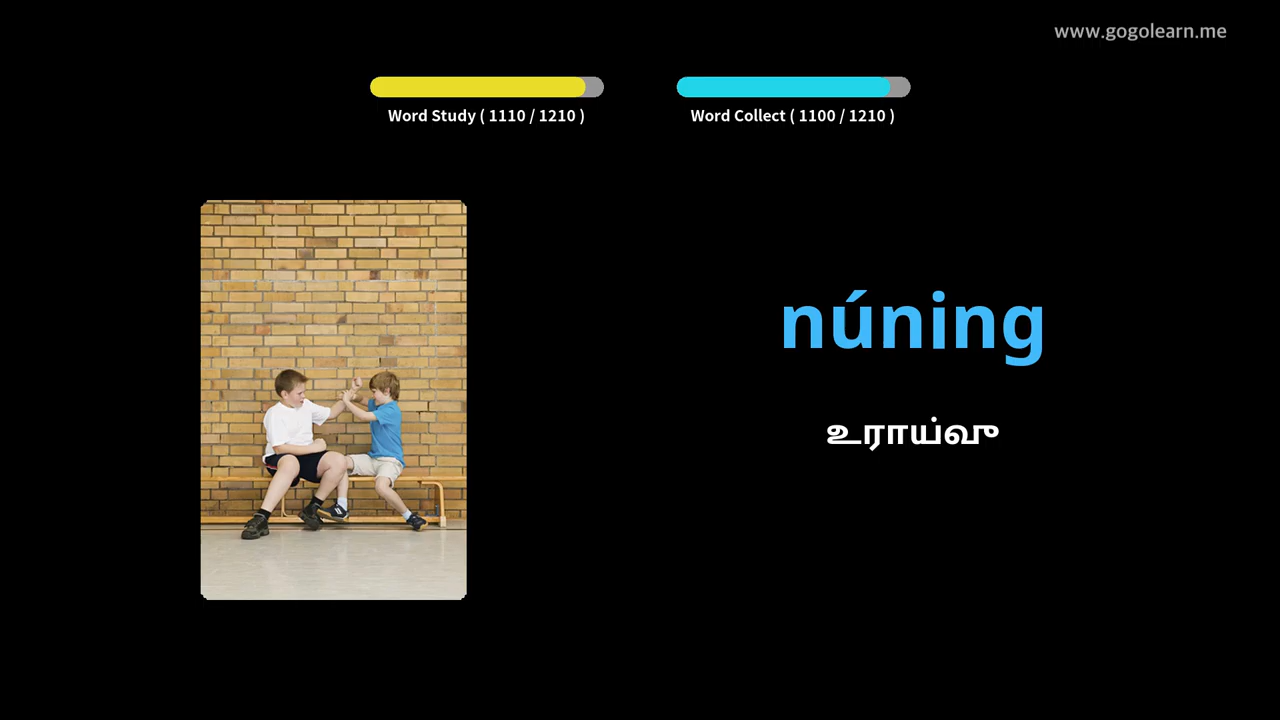 www.gogolearn.me
Word Study ( 1110 / 1210 )
Word Collect ( 1100 / 1210 )
núning
உராய்வு